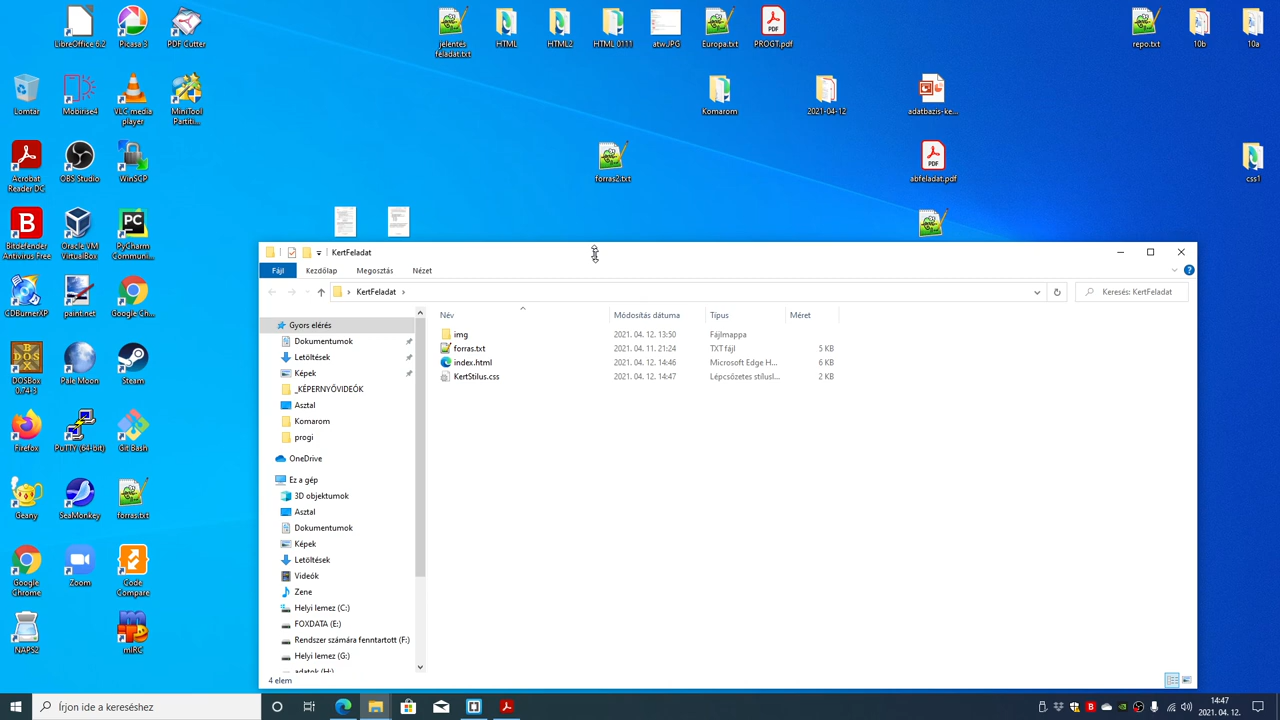 LibreOffice 6.2
Picasa 3
PDF Cutter
jelentes
feladat.txt
HTML
HTML2
HTML 0111
atw.JPG
Europa.txt
PROGT.pdf
repo.txt
10b
10a
Lomtár
Mobirise4
VLC media
player
MiniTool
Partiti...
Komarom
2021-04-12
adatbazis-ke...
Acrobat
Reader DC
OBS Studio
WinSCP
forras2.txt
abfeladat.pdf
css1
Bitdefender
Antivirus Free
Oracle VM
VirtualBox
PyCharm
Communi...
KertFeladat
Fájl
Kezdőlap
Megosztás
Nézet
KertFeladat
Keresés: KertFeladat
CDBurnerXP
paint.net
Google Ch...
Név
Módosítás dátuma
Típus
Méret
Gyors elérés
Dokumentumok
Letöltések
Képek
_KÉPERNYŐVIDEÓK
Asztal
Komarom
progi
OneDrive
Ez a gép
3D objektumok
Asztal
Dokumentumok
Képek
Letöltések
Videók
Zene
Helyi lemez (C:)
FOXDATA (E:)
Rendszer számára fenntartott (F:)
Helyi lemez (G:)
adatok (H:)
img
2021. 04. 12. 13:50
Fájlmappa
forras.txt
2021. 04. 11. 21:24
TXT fájl
5 KB
index.html
2021. 04. 12. 14:46
Microsoft Edge H...
6 KB
KertStilus.css
2021. 04. 12. 14:47
Lépcsőzetes stílusl...
2 KB
DOSBox
0.74-3
Pale Moon
Steam
Firefox
PuTTY (64-bit)
Git Bash
Geany
SeaMonkey
forras.txt
Google
Chrome
Zoom
Code
Compare
NAPS2
mIRC
4 elem
Írjon ide a kereséshez
14:47
2021. 04. 12.